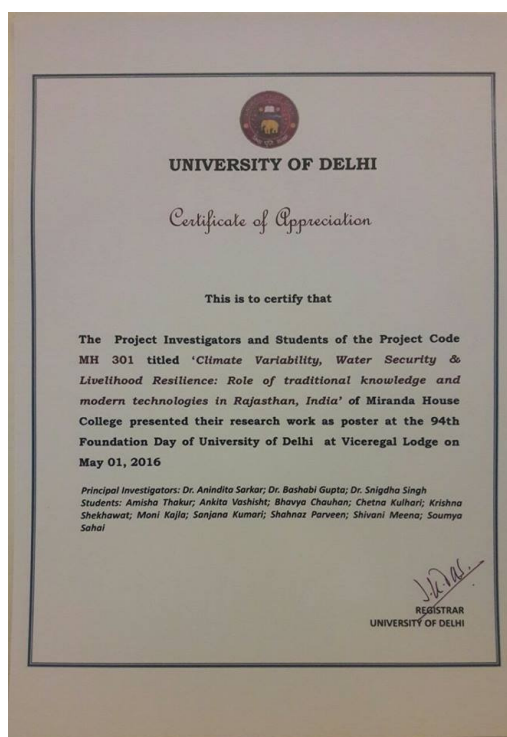 UNIVERSITY OF DELHI
Certificate of Appreciation
This is to certify that
The Project Investigators and Students of the Project Code
MH 301 titled ‘Climate Variability, Water Security &
Livelihood Resilience: Role of traditional knowledge and
modern technologies in Rajasthan, India’ of Miranda House
College presented their research work as poster at the 94th
Foundation Day of University of Delhi at Viceregal Lodge on
May 01, 2016
Principal Investigators: Dr. Anindita Sarkar; Dr. Bashabi Gupta; Dr. Snigdha Singh
Students: Amisha Thakur; Ankita Vashisht; Bhavya Chauhan; Chetna Kulhari; Krishna
Shekhawat; Moni Kajla; Sanjana Kumari; Shahnaz Parveen; Shivani Meena; Soumya
Sahai
REGISTRAR
UNIVERSITY OF DELHI